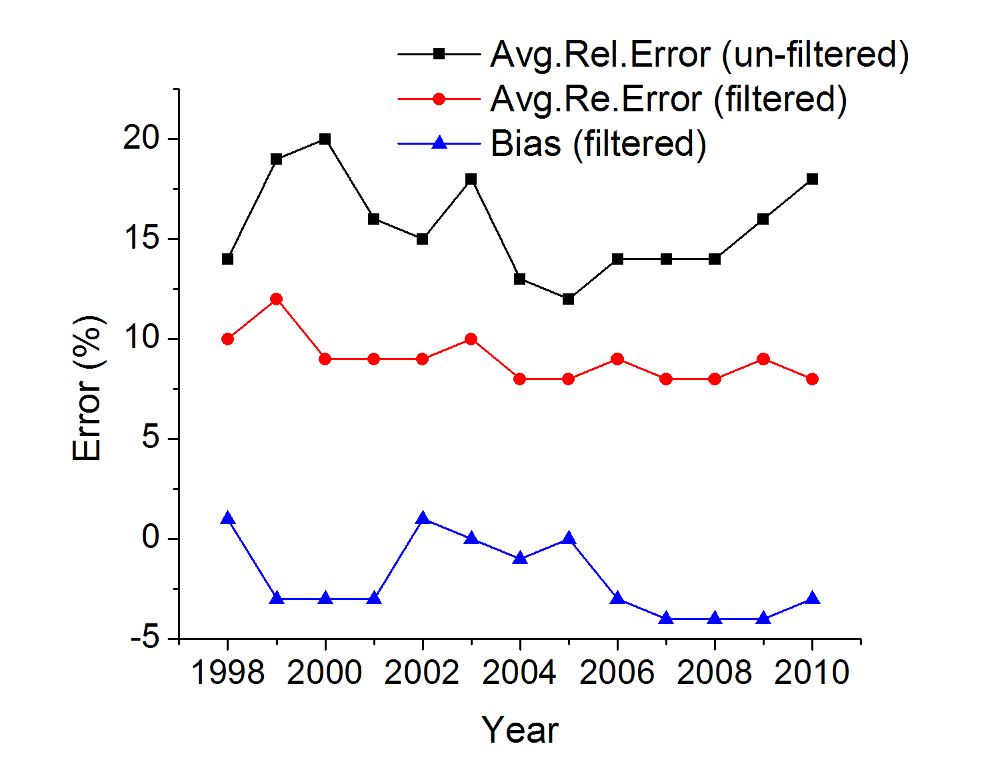 Avg.Rel.Error (un-filtered)
Avg.Re.Error (filtered)
Bias (filtered)
20
15
10
5
0
-5
Error (%)
1998 2000 2002 2004 2006 2008 2010
Year